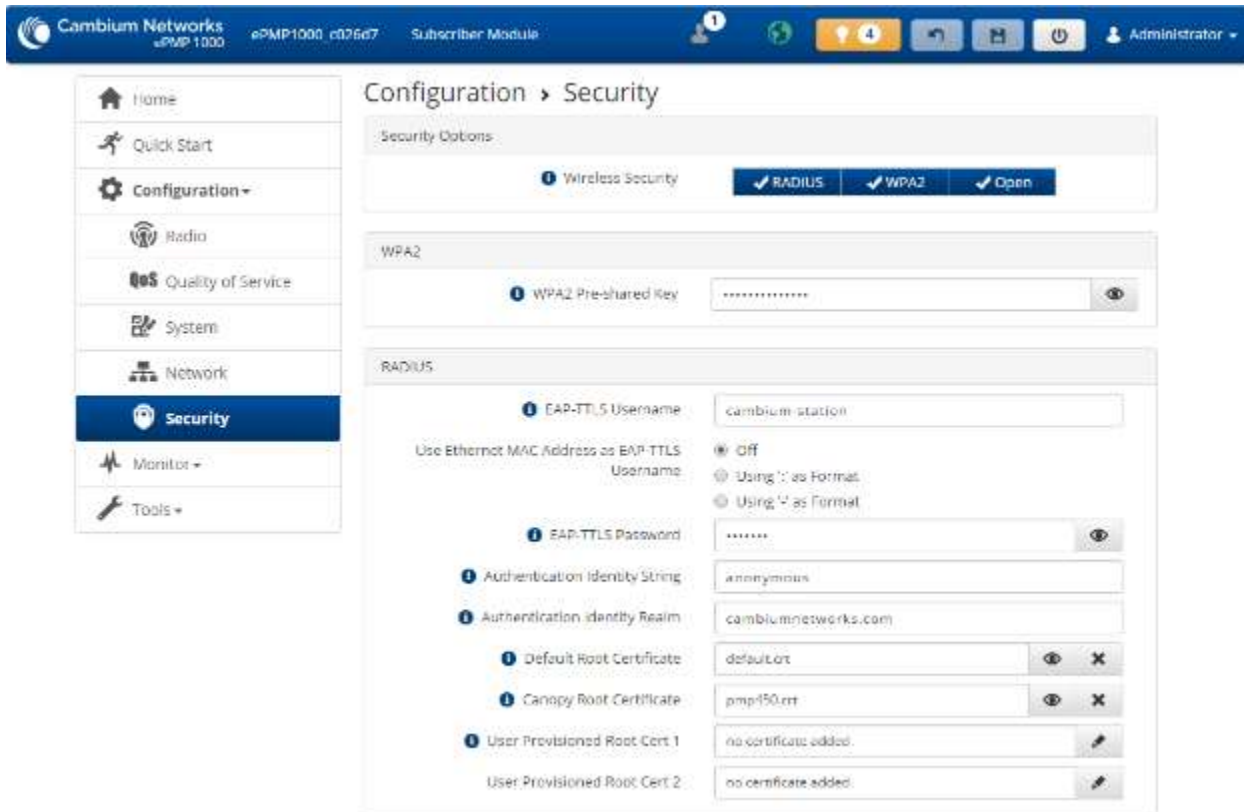 Cambium Networks
ePMP 1000
ePMP1000_c026d7
Subscriber Module
1
4
Administrator
Home
Quick Start
Configuration
Radio
QoS Quality of Service
System
Network
Security
Monitor
Tools
Configuration › Security
Security Options
Wireless Security
RADIUS
WPA2
Open
WPA2
WPA2 Pre-shared Key
••••••••••••••
RADIUS
EAP-TTLS Username
cambium-station
Use Ethernet MAC Address as EAP-TTLS
Username
Off
Using ':' as Format
Using '-' as Format
EAP-TTLS Password
•••••••
Authentication Identity String
anonymous
Authentication Identity Realm
cambiumnetworks.com
Default Root Certificate
default.crt
Canopy Root Certificate
pmp450.crt
User Provisioned Root Cert 1
no certificate added
User Provisioned Root Cert 2
no certificate added